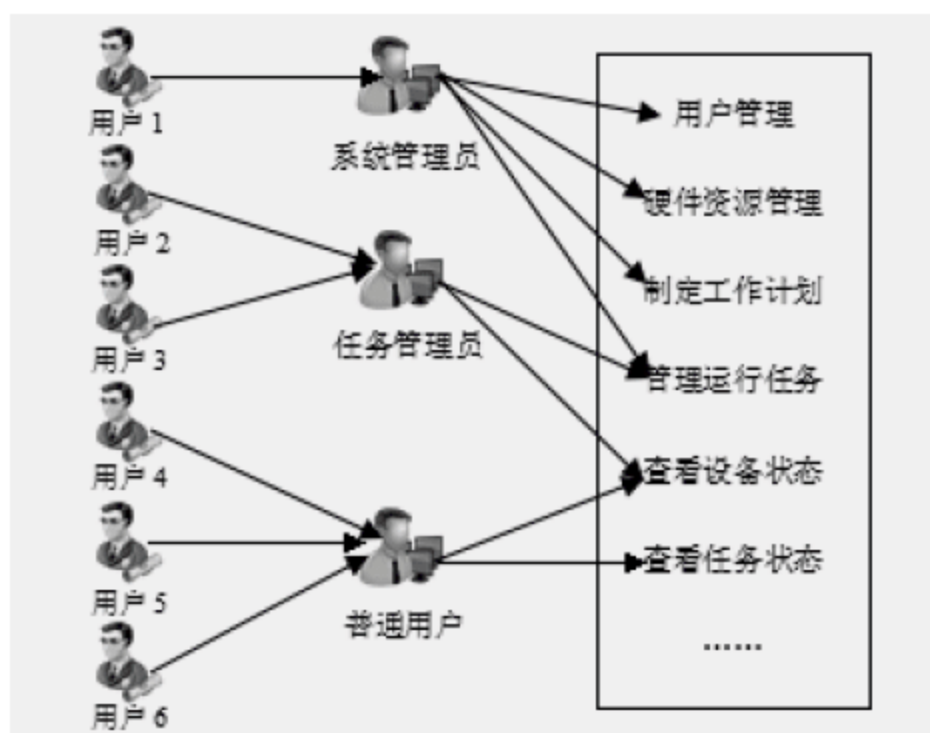 用户 1
用户 2
用户 3
用户 4
用户 5
用户 6
系统管理员
任务管理员
普通用户
用户管理
硬件资源管理
制定工作计划
管理运行任务
查看设备状态
查看任务状态
……